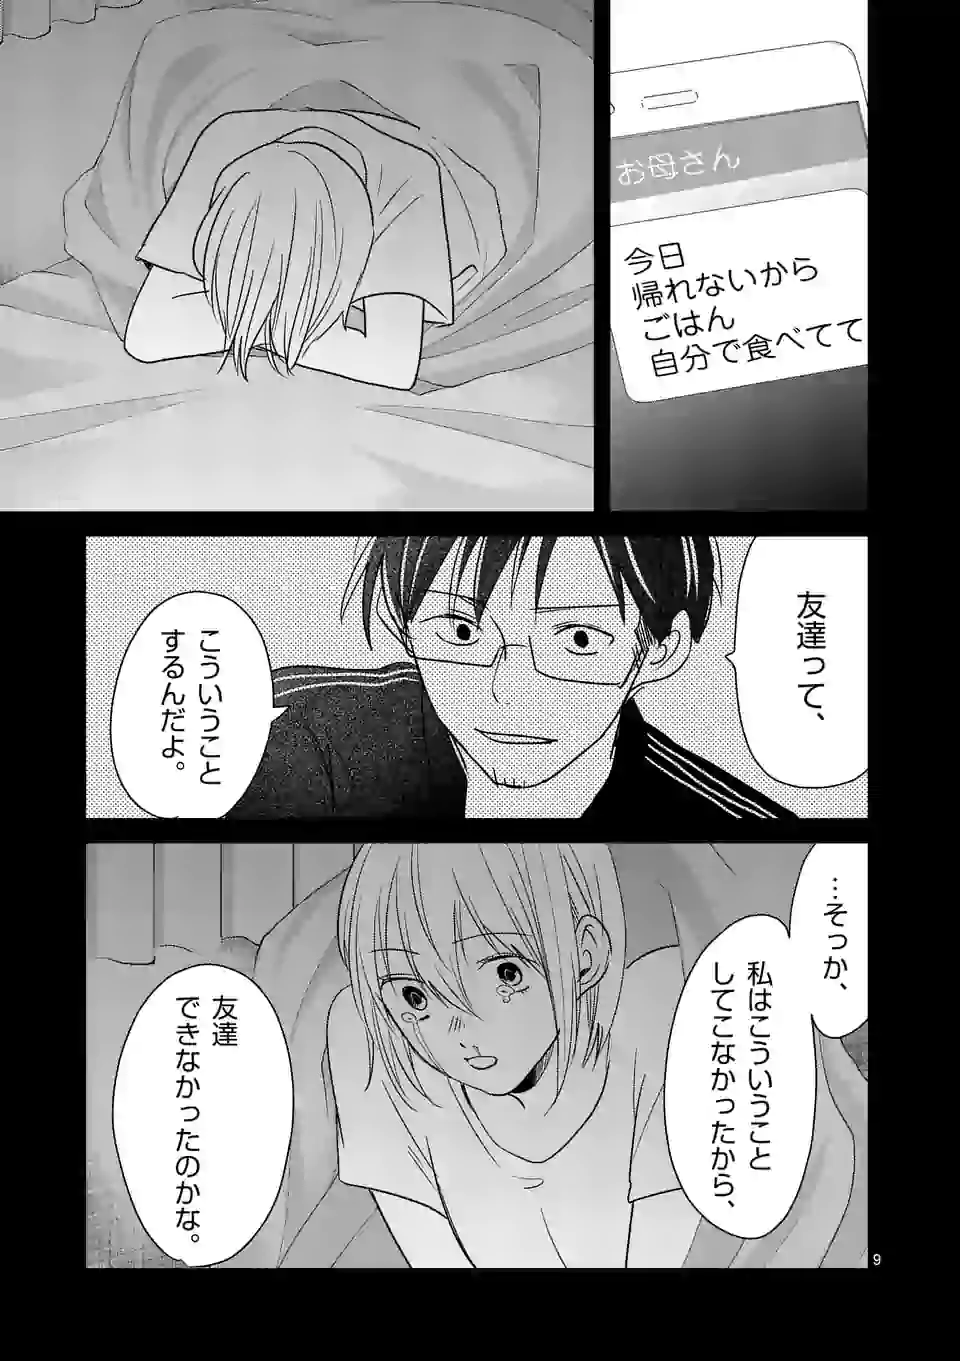 お母さん
今日
帰れないから
ごはん
自分で食べてて
友達って、
こういうこと
するんだよ。
…そっか、
私はこういうこと
してこなかったから、
友達
できなかったのかな。
9